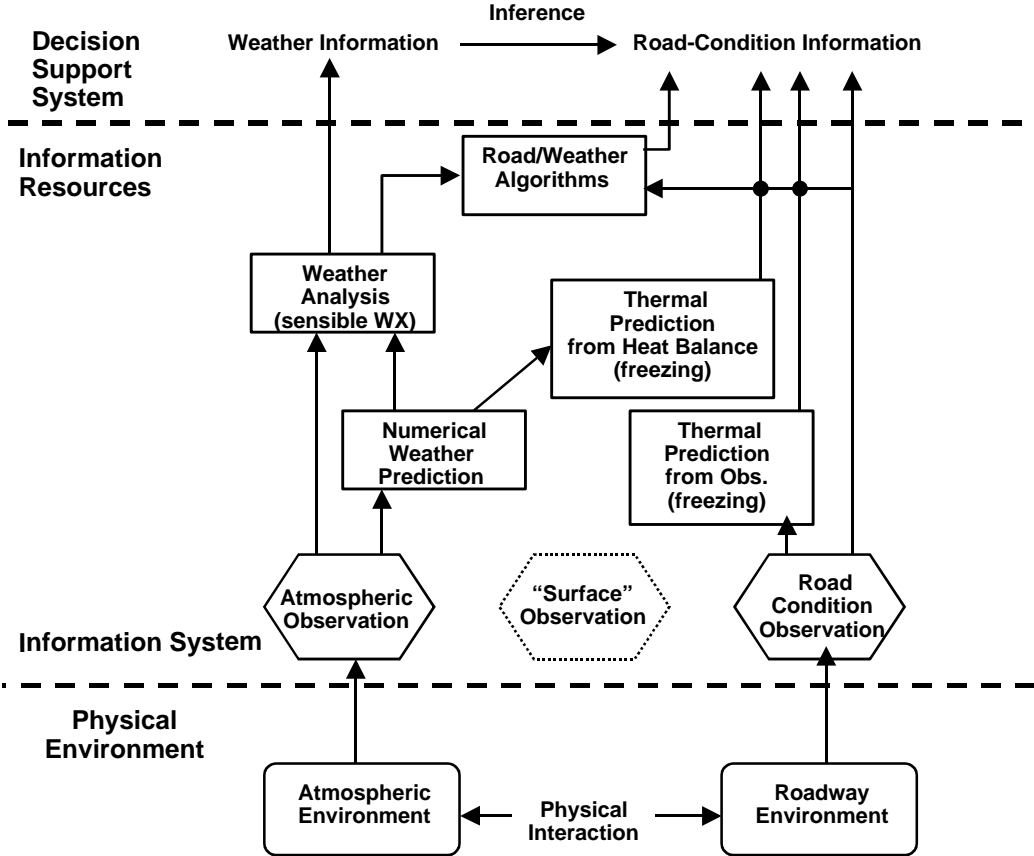 Inference
Decision
Support
System
Weather Information
Road-Condition Information
Information
Resources
Road/Weather
Algorithms
Weather
Analysis
(sensible WX)
Thermal
Prediction
from Heat Balance
(freezing)
Numerical
Weather
Prediction
Thermal
Prediction
from Obs.
(freezing)
Atmospheric
Observation
“Surface”
Observation
Road
Condition
Observation
Information System
Physical
Environment
Atmospheric
Environment
Physical
Interaction
Roadway
Environment